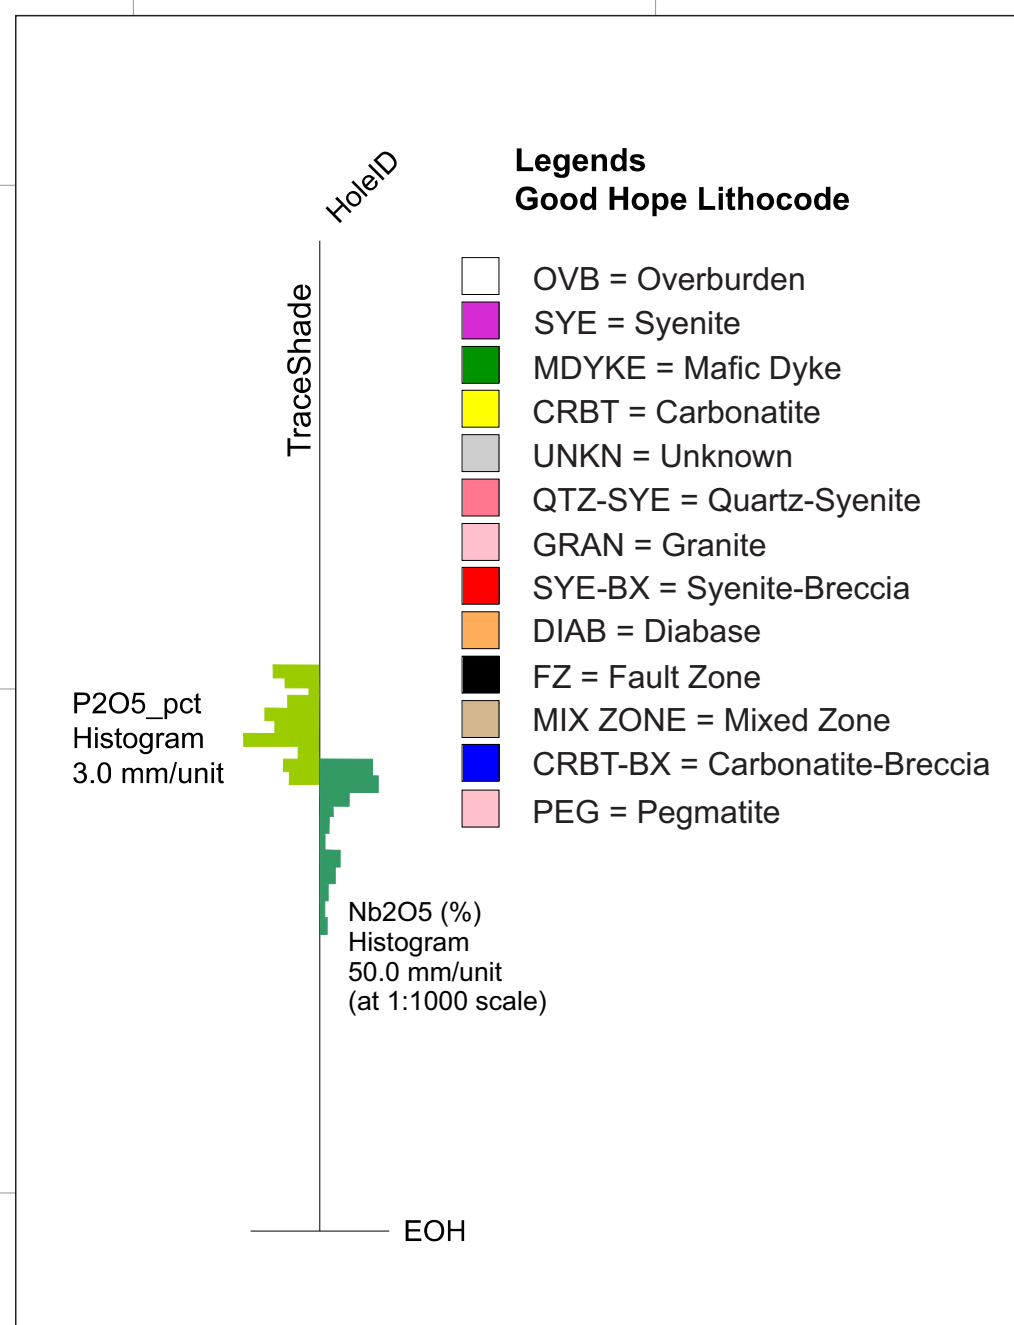 HoleID
Legends
Good Hope Lithocode
TraceShade
OVB = Overburden
SYE = Syenite
MDYKE = Mafic Dyke
CRBT = Carbonatite
UNKN = Unknown
QTZ-SYE = Quartz-Syenite
GRAN = Granite
SYE-BX = Syenite-Breccia
DIAB = Diabase
FZ = Fault Zone
MIX ZONE = Mixed Zone
CRBT-BX = Carbonatite-Breccia
PEG = Pegmatite
P2O5_pct
Histogram
3.0 mm/unit
Nb2O5 (%)
Histogram
50.0 mm/unit
(at 1:1000 scale)
EOH